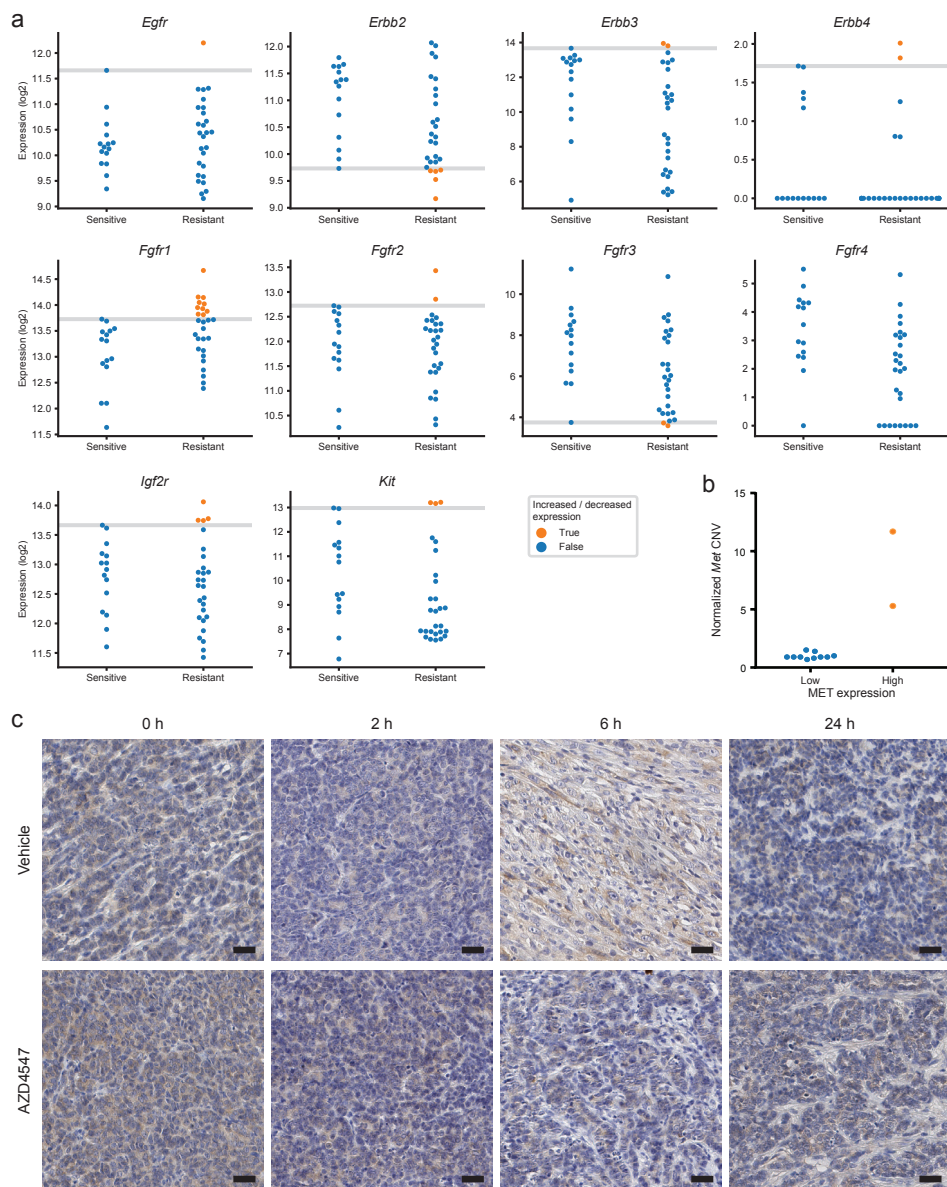 a
Egfr
Erbb2
Erbb3
Erbb4
Expression (log2)
12.0
11.5
11.0
10.5
10.0
9.5
9.0
Sensitive
Resistant
12.0
11.5
11.0
10.5
10.0
9.5
9.0
Sensitive
Resistant
14
12
10
8
6
Sensitive
Resistant
2.0
1.5
1.0
0.5
0.0
Sensitive
Resistant
Fgfr1
Fgfr2
Fgfr3
Fgfr4
Expression (log2)
14.5
14.0
13.5
13.0
12.5
12.0
11.5
Sensitive
Resistant
13.5
13.0
12.5
12.0
11.5
11.0
10.5
Sensitive
Resistant
10
8
6
4
Sensitive
Resistant
6
5
4
3
2
1
0
Sensitive
Resistant
Igf2r
Kit
Expression (log2)
14.0
13.5
13.0
12.5
12.0
11.5
Sensitive
Resistant
13
12
11
10
9
8
7
Sensitive
Resistant
Increased / decreased
expression
True
False
b
Normalized Met CNV
15
10
5
0
Low
High
MET expression
c
0 h
2 h
6 h
24 h
Vehicle
AZD4547